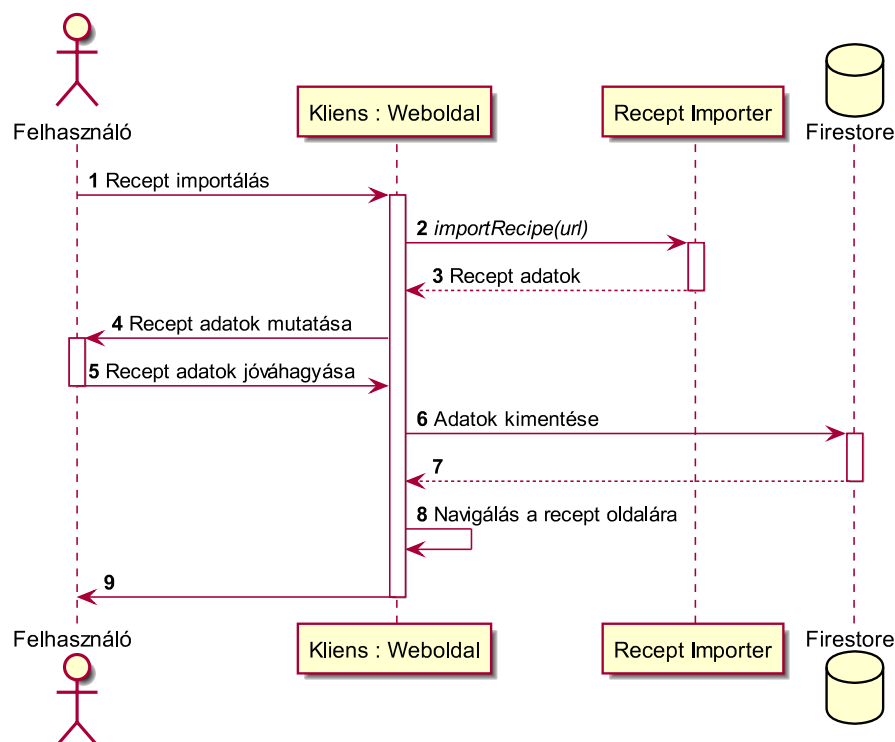 Felhasználó
Kliens : Weboldal
Recept Importer
Firestore
1 Recept importálás
2 importRecipe(url)
3 Recept adatok
4 Recept adatok mutatása
5 Recept adatok jóváhagyása
6 Adatok kimentése
7
8 Navigálás a recept oldalára
9
Felhasználó
Kliens : Weboldal
Recept Importer
Firestore